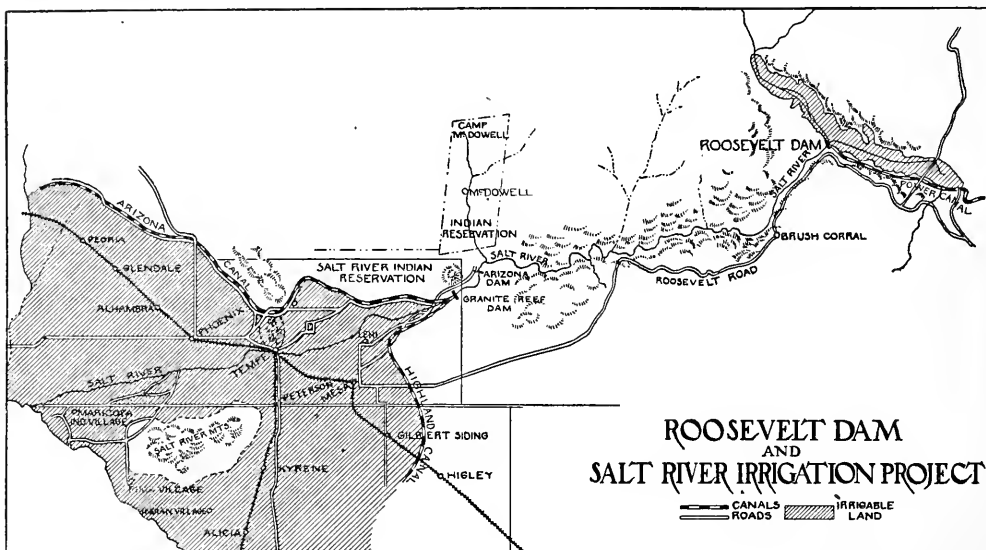 CAMP
McDOWELL
McDOWELL
INDIAN
RESERVATION
ROOSEVELT DAM
SALT RIVER
POWER CANAL
BRUSH CORRAL
ROOSEVELT ROAD
SALT RIVER
ARIZONA
DAM
GRANITE REEF
DAM
SALT RIVER INDIAN
RESERVATION
ARIZONA
CANAL
PEORIA
GLENDALE
ALHAMBRA
PHOENIX
TEMPE
LEHI
SALT RIVER
PETERSON
MESA
HIGHLAND
CANAL
MARICOPA
IND. VILLAGE
SALT RIVER MTS.
GILBERT SIDING
KYRENE
HIGLEY
VILLAGE
INDIAN VILLAGE
ALICIA
ROOSEVELT DAM
AND
SALT RIVER IRRIGATION PROJECT
CANALS
ROADS
IRRIGABLE
LAND